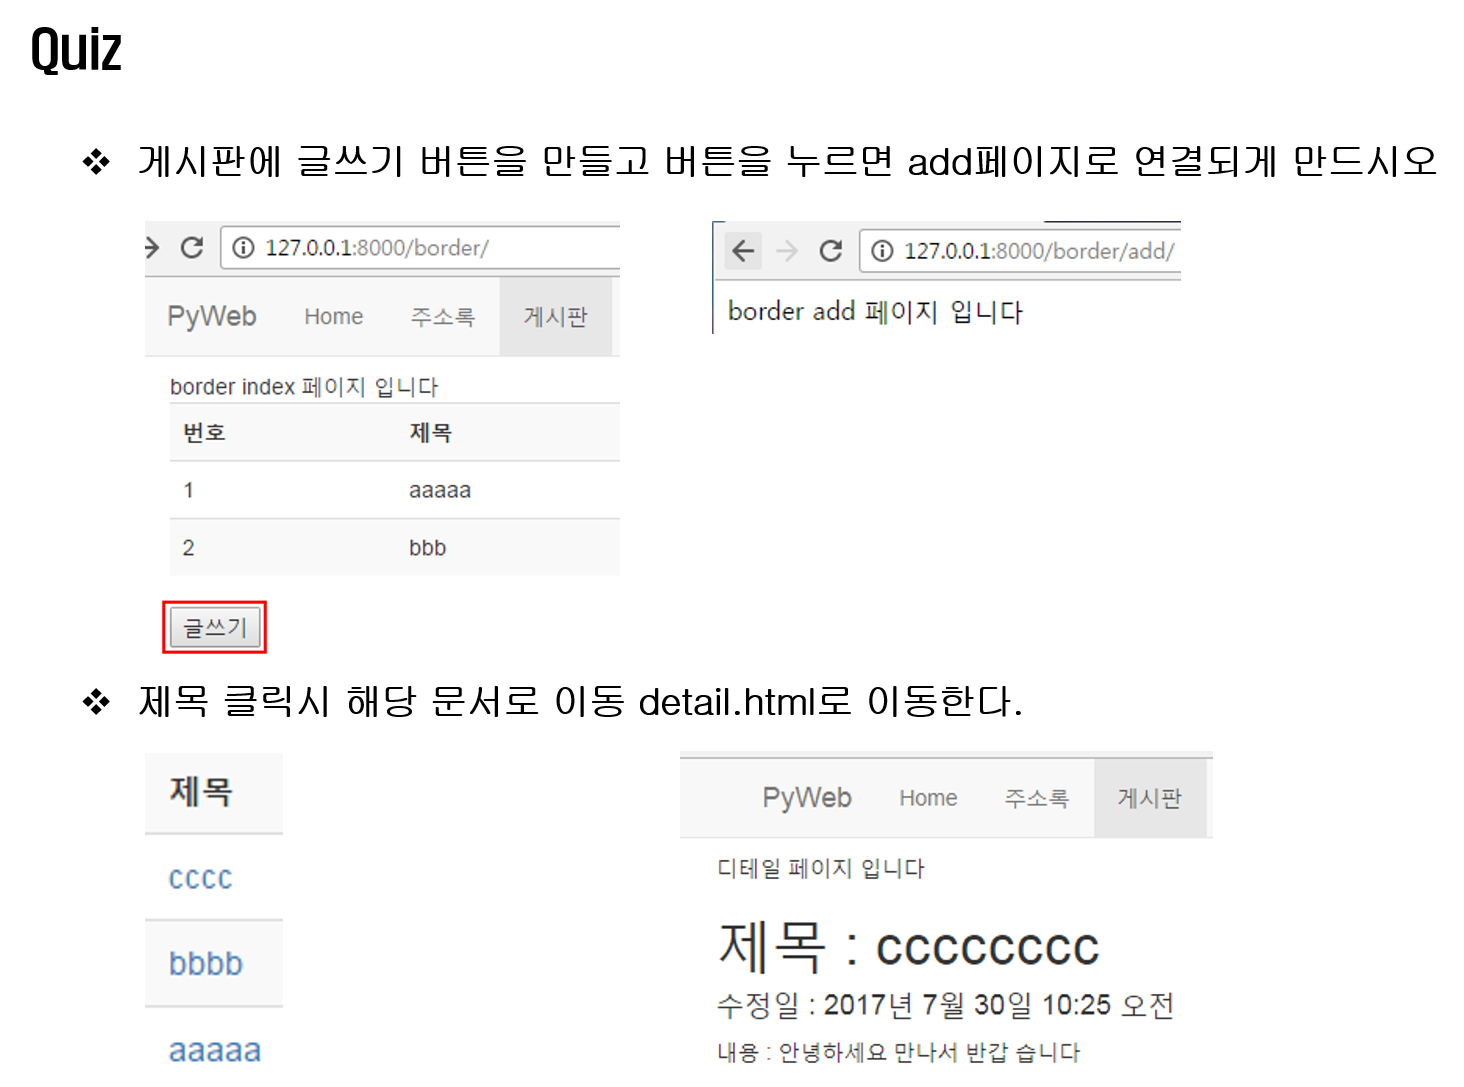 Quiz
❖ 게시판에 글쓰기 버튼을 만들고 버튼을 누르면 add페이지로 연결되게 만드시오
127.0.0.1:8000/border/
PyWeb Home 주소록 게시판
border index 페이지 입니다
번호 제목
1 aaaaa
2 bbb
글쓰기
127.0.0.1:8000/border/add/
border add 페이지 입니다
❖ 제목 클릭시 해당 문서로 이동 detail.html로 이동한다.
제목
cccc
bbbb
aaaaa
PyWeb Home 주소록 게시판
디테일 페이지 입니다
제목 : cccccccc
수정일 : 2017년 7월 30일 10:25 오전
내용 : 안녕하세요 만나서 반갑 습니다